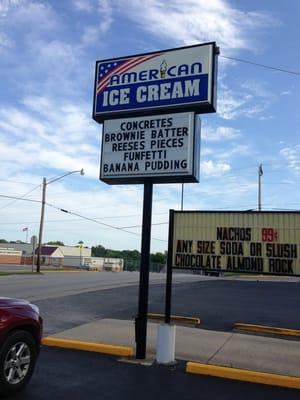 AMERICAN
ICE CREAM
CONCRETES
BROWNIE BATTER
REESES PIECES
FUNFETTI
BANANA PUDDING
NACHOS 99¢
ANY SIZE SODA OR SLUSH
CHOCOLATE ALMOND ROCK